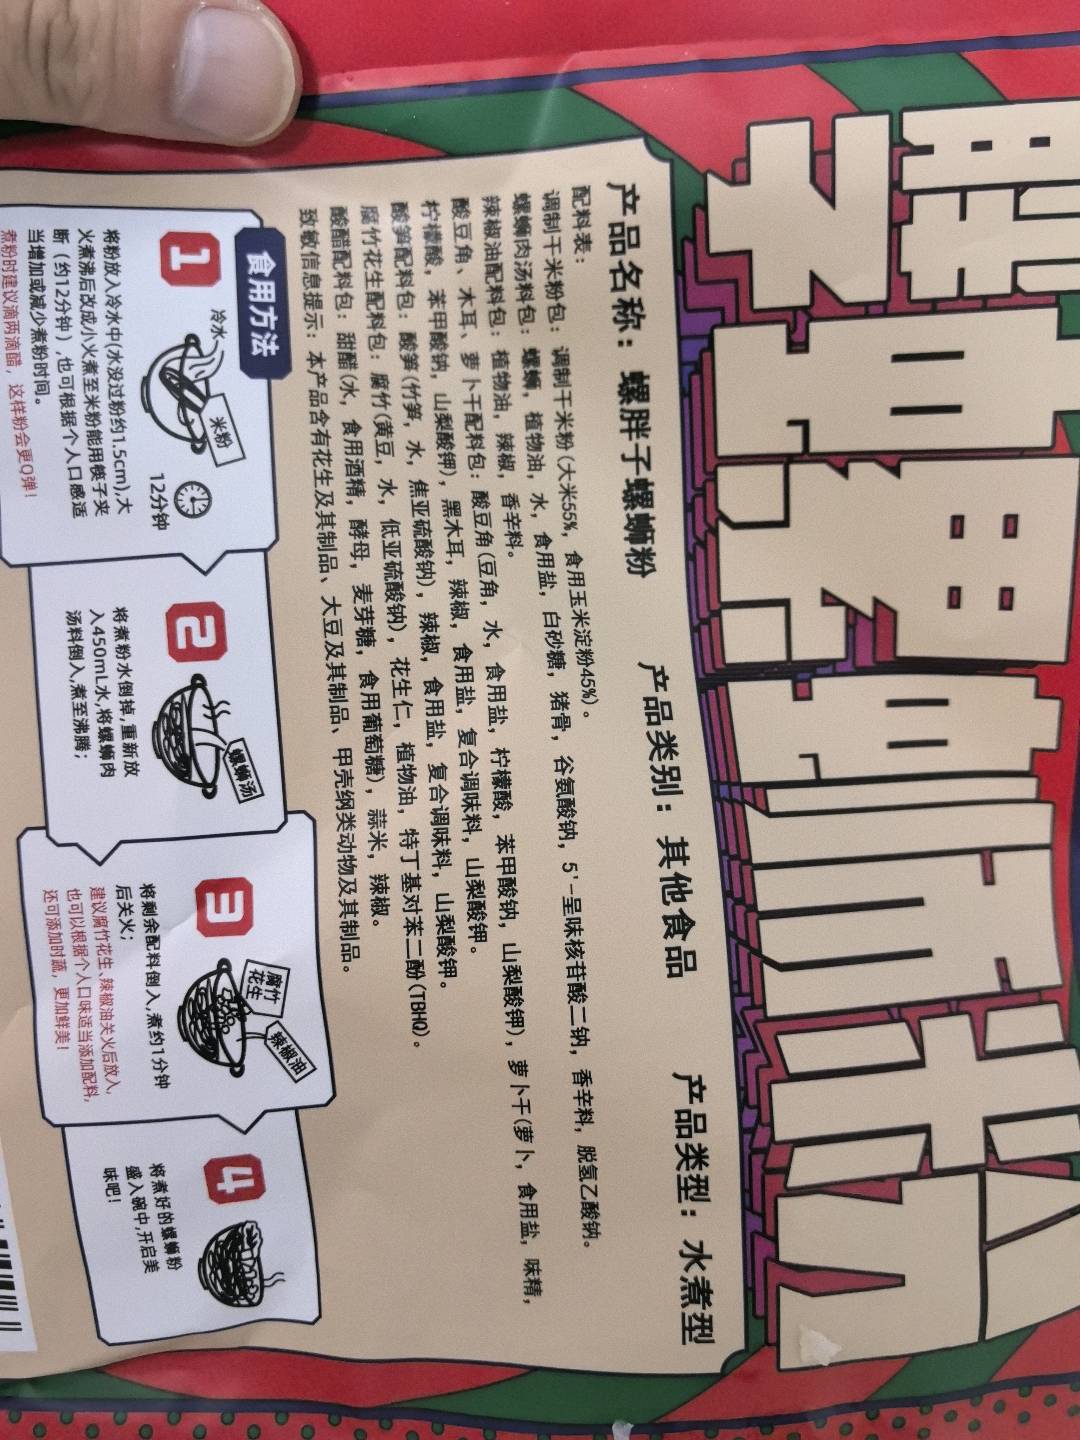 螺胖子螺蛳粉
产品名称：螺胖子螺蛳粉 产品类别：其他食品 产品类型：水煮型
配料表：
调制干米粉包：调制干米粉(大米55%，食用玉米淀粉45%)。
螺蛳肉汤料包：螺蛳，植物油，水，食用盐，白砂糖，猪骨，谷氨酸钠，5'-呈味核苷酸二钠，香辛料，脱氢乙酸钠。
辣椒油配料包：植物油，辣椒，香辛料。
酸豆角、木耳、萝卜干配料包：酸豆角(豆角，水，食用盐，柠檬酸，苯甲酸钠，山梨酸钾)，萝卜干(萝卜，食用盐，味精，
柠檬酸，苯甲酸钠，山梨酸钾)，黑木耳，辣椒，食用盐，复合调味料，山梨酸钾。
酸笋配料包：酸笋(竹笋，水，焦亚硫酸钠)，辣椒，食用盐，复合调味料，山梨酸钾。
腐竹花生配料包：腐竹(黄豆，水，低亚硫酸钠)，花生仁，植物油，特丁基对苯二酚(TBHQ)。
酸醋配料包：甜醋(水，食用酒精，酵母，麦芽糖，食用葡萄糖)，蒜米，辣椒。
致敏信息提示：本产品含有花生及其制品、大豆及其制品、甲壳纲类动物及其制品。
食用方法
1
冷水
米粉
12分钟
将粉放入冷水中(水没过粉约1.5cm),大
火煮沸后改成小火煮至米粉能用筷子夹
断（约12分钟）,也可根据个人口感适
当增加或减少煮粉时间。
煮粉时建议滴两滴醋，这样粉会更Q弹！
2
螺蛳汤
将煮粉水倒掉,重新放
入450mL水,将螺蛳肉
汤料倒入,煮至沸腾；
3
腐竹
花生
辣椒油
将剩余配料倒入,煮约1分钟
后关火；
建议腐竹花生、辣椒油关火后放入,
也可以根据个人口味适当添加配料,
还可添加时蔬，更加鲜美！
4
将煮好的螺蛳粉
盛入碗中,开启美
味吧！